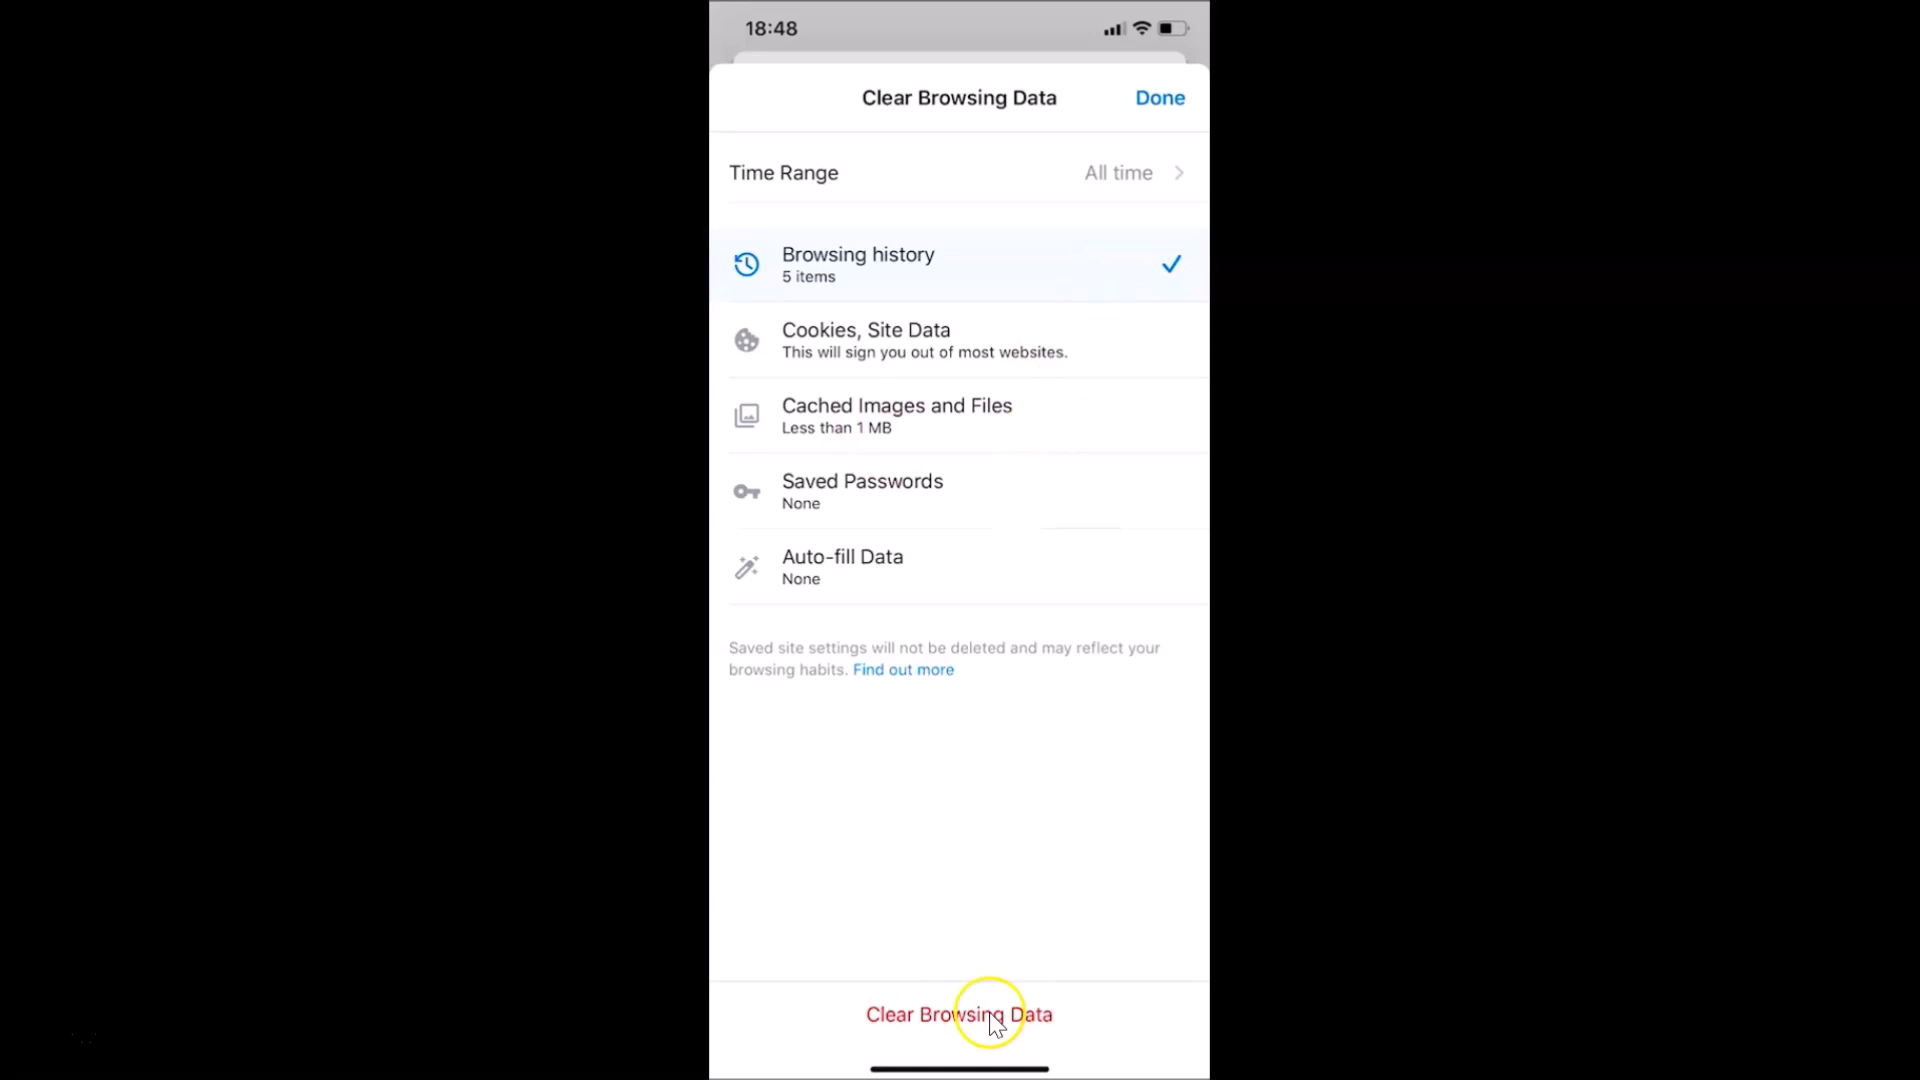 18:48
Clear Browsing Data
Done
Time Range
All time
Browsing history
5 items
Cookies, Site Data
This will sign you out of most websites.
Cached Images and Files
Less than 1 MB
Saved Passwords
None
Auto-fill Data
None
Saved site settings will not be deleted and may reflect your
browsing habits. Find out more
Clear Browsing Data